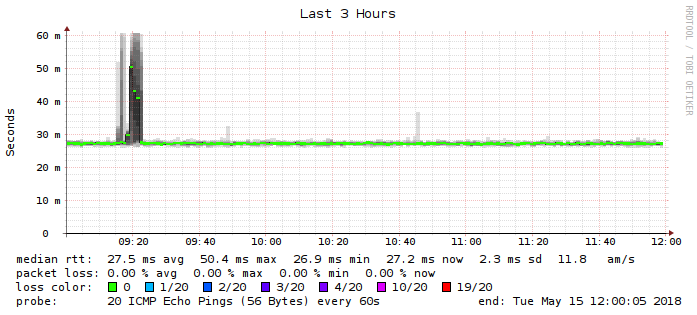 Last 3 Hours
RRDTOOL / TOBI OETIKER
Seconds
60 m
50 m
40 m
30 m
20 m
10 m
0
09:20 09:40 10:00 10:20 10:40 11:00 11:20 11:40 12:00
median rtt: 27.5 ms avg 50.4 ms max 26.9 ms min 27.2 ms now 2.3 ms sd 11.8 am/s
packet loss: 0.00 % avg 0.00 % max 0.00 % min 0.00 % now
loss color: 0 1/20 2/20 3/20 4/20 10/20 19/20
probe: 20 ICMP Echo Pings (56 Bytes) every 60s end: Tue May 15 12:00:05 2018